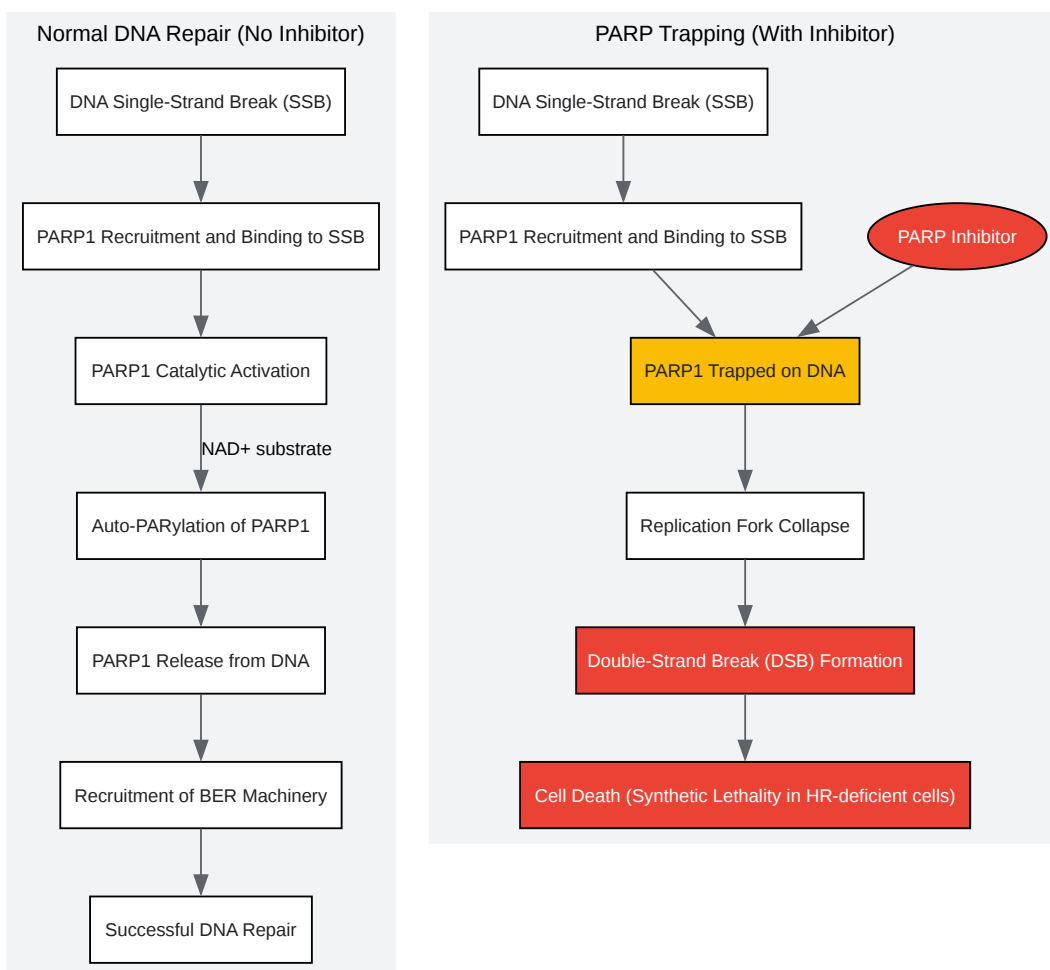 Normal DNA Repair (No Inhibitor)
DNA Single-Strand Break (SSB)
PARP1 Recruitment and Binding to SSB
PARP1 Catalytic Activation
NAD+ substrate
Auto-PARylation of PARP1
PARP1 Release from DNA
Recruitment of BER Machinery
Successful DNA Repair
PARP Trapping (With Inhibitor)
DNA Single-Strand Break (SSB)
PARP1 Recruitment and Binding to SSB
PARP Inhibitor
PARP1 Trapped on DNA
Replication Fork Collapse
Double-Strand Break (DSB) Formation
Cell Death (Synthetic Lethality in HR-deficient cells)